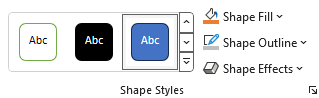 Abc Abc Abc Shape Fill
Shape Outline
Shape Effects
Shape Styles